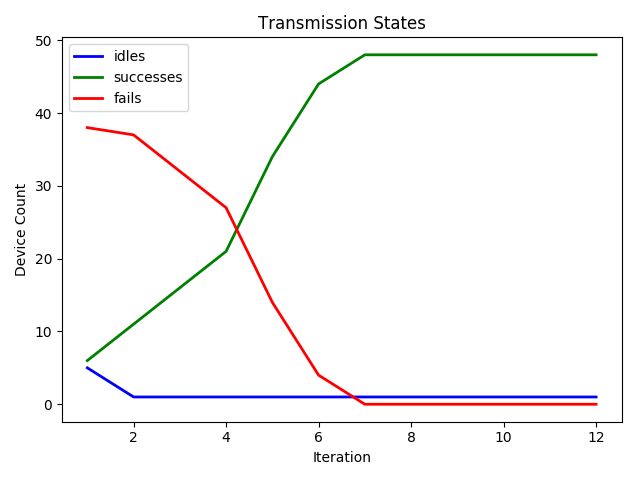 Transmission States
idles
successes
fails
50
40
30
20
10
0
Device Count
2 4 6 8 10 12
Iteration